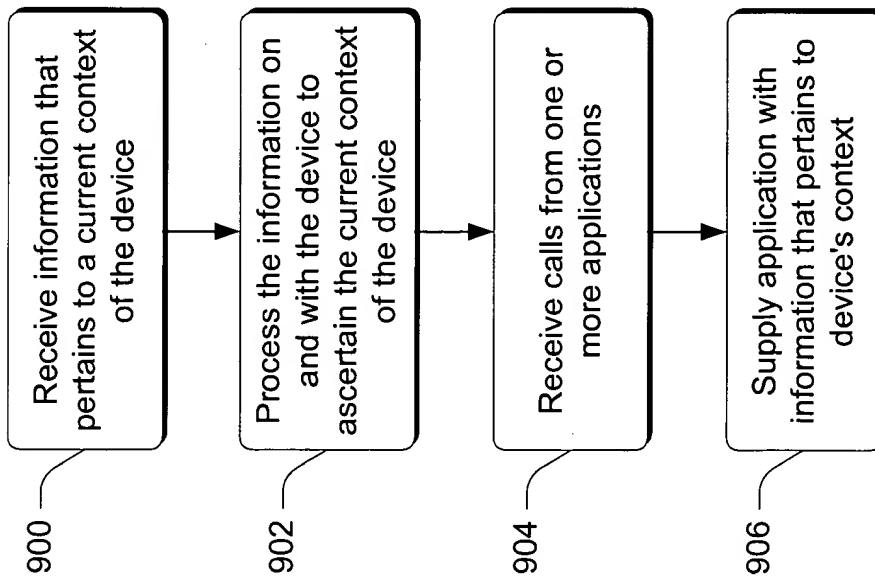 900
Receive information that
pertains to a current context
of the device
902
Process the information on
and with the device to
ascertain the current context
of the device
904
Receive calls from one or
more applications
906
Supply application with
information that pertains to
device's context